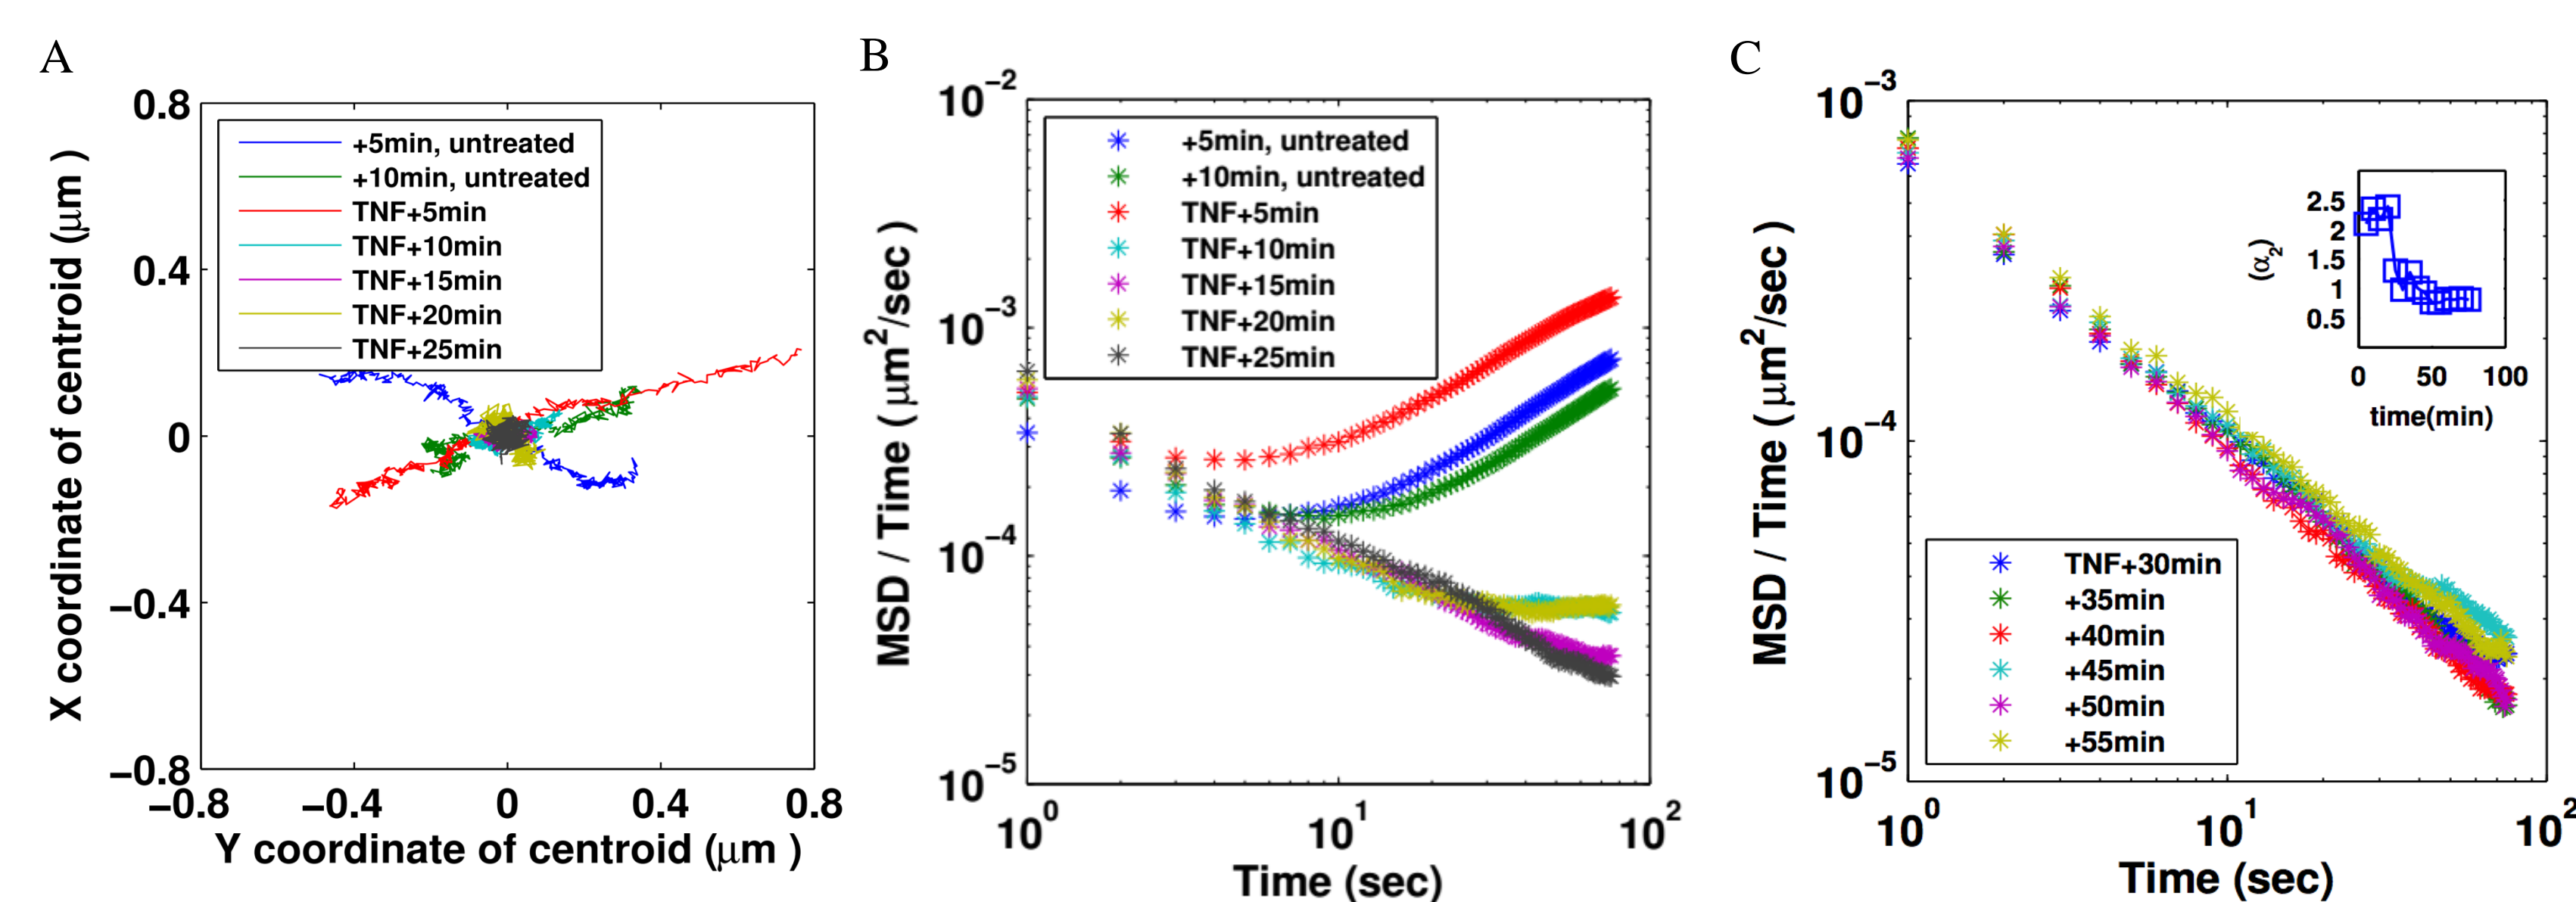 A
X coordinate of centroid (μm )
0.8
0.4
0
−0.4
−0.8
+5min, untreated
+10min, untreated
TNF+5min
TNF+10min
TNF+15min
TNF+20min
TNF+25min
−0.8 −0.4 0 0.4 0.8
Y coordinate of centroid (μm )
B
MSD / Time ( μm²/sec )
10⁻²
10⁻³
10⁻⁴
10⁻⁵
+5min, untreated
+10min, untreated
TNF+5min
TNF+10min
TNF+15min
TNF+20min
TNF+25min
10⁰ 10¹ 10²
Time (sec)
C
MSD / Time ( μm²/sec )
10⁻³
10⁻⁴
10⁻⁵
(α₂)
2.5
2
1.5
1
0.5
0 50 100
time(min)
TNF+30min
+35min
+40min
+45min
+50min
+55min
10⁰ 10¹ 10²
Time (sec)